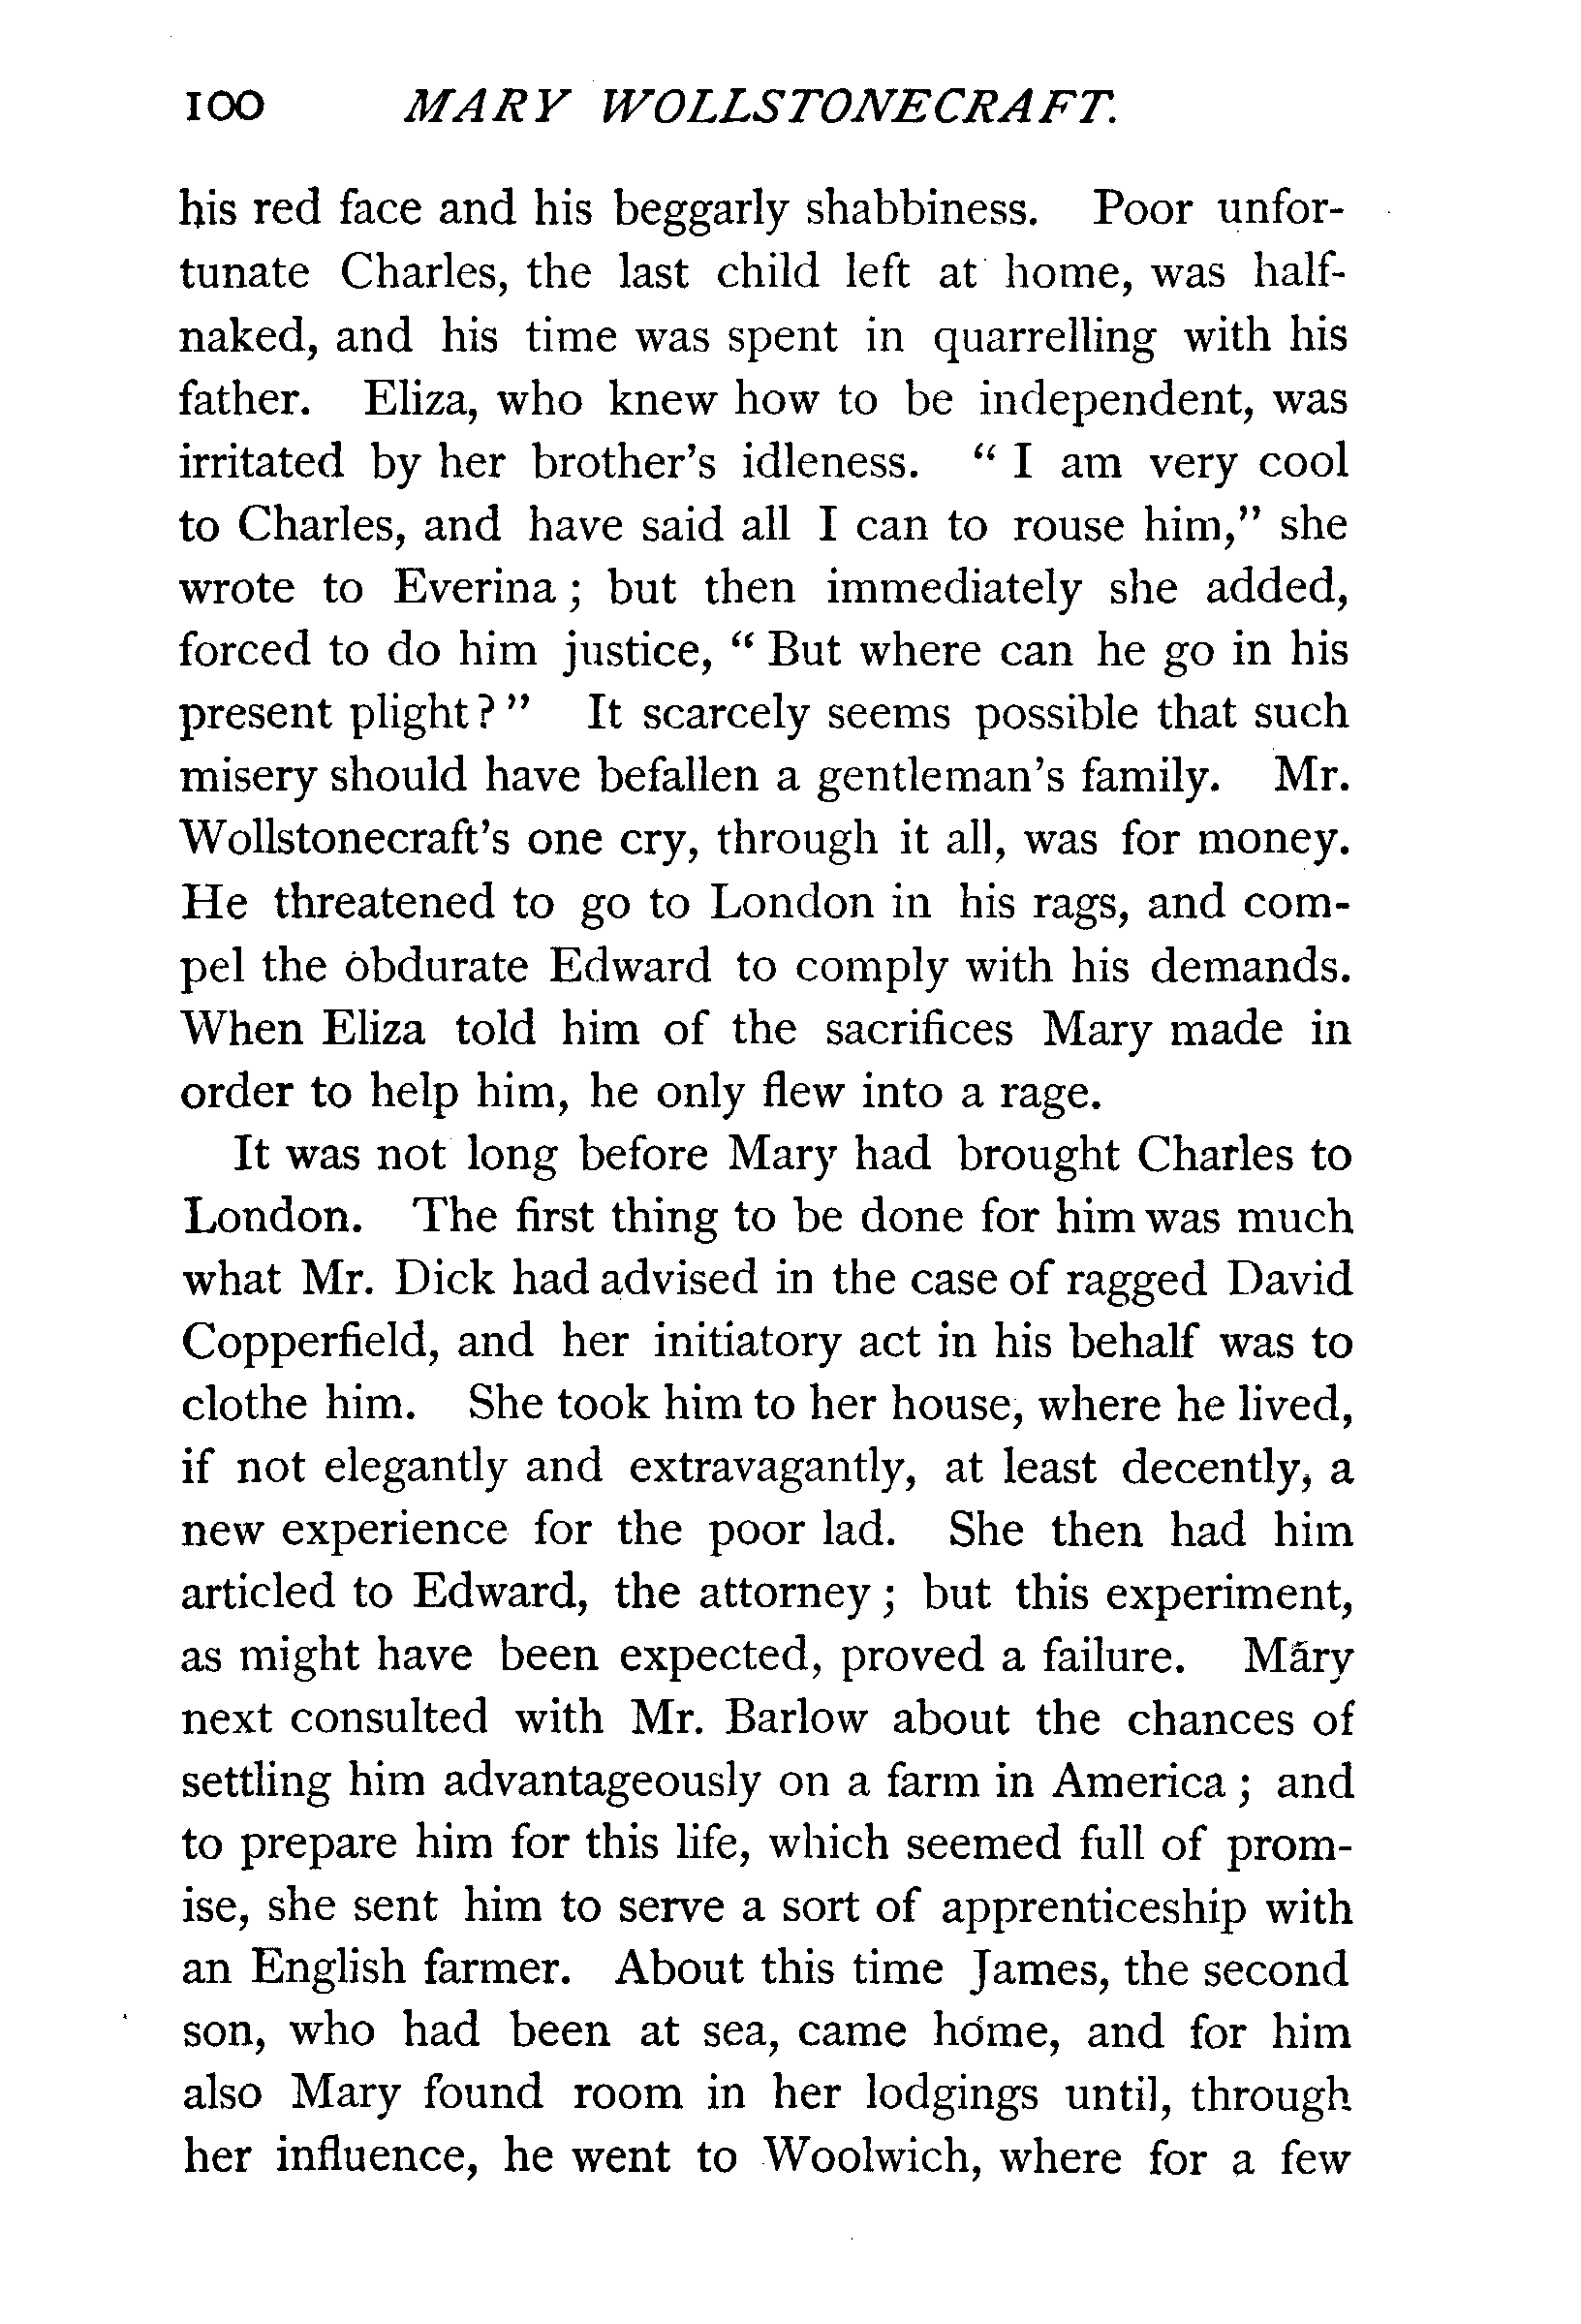 100 MARY WOLLSTONECRAFT.
his red face and his beggarly shabbiness. Poor unfor-
tunate Charles, the last child left at home, was half-
naked, and his time was spent in quarrelling with his
father. Eliza, who knew how to be independent, was
irritated by her brother's idleness. "I am very cool
to Charles, and have said all I can to rouse him," she
wrote to Everina; but then immediately she added,
forced to do him justice, "But where can he go in his
present plight?" It scarcely seems possible that such
misery should have befallen a gentleman's family. Mr.
Wollstonecraft's one cry, through it all, was for money.
He threatened to go to London in his rags, and com-
pel the obdurate Edward to comply with his demands.
When Eliza told him of the sacrifices Mary made in
order to help him, he only flew into a rage.
It was not long before Mary had brought Charles to
London. The first thing to be done for him was much
what Mr. Dick had advised in the case of ragged David
Copperfield, and her initiatory act in his behalf was to
clothe him. She took him to her house, where he lived,
if not elegantly and extravagantly, at least decently, a
new experience for the poor lad. She then had him
articled to Edward, the attorney; but this experiment,
as might have been expected, proved a failure. Mary
next consulted with Mr. Barlow about the chances of
settling him advantageously on a farm in America; and
to prepare him for this life, which seemed full of prom-
ise, she sent him to serve a sort of apprenticeship with
an English farmer. About this time James, the second
son, who had been at sea, came home, and for him
also Mary found room in her lodgings until, through
her influence, he went to Woolwich, where for a few